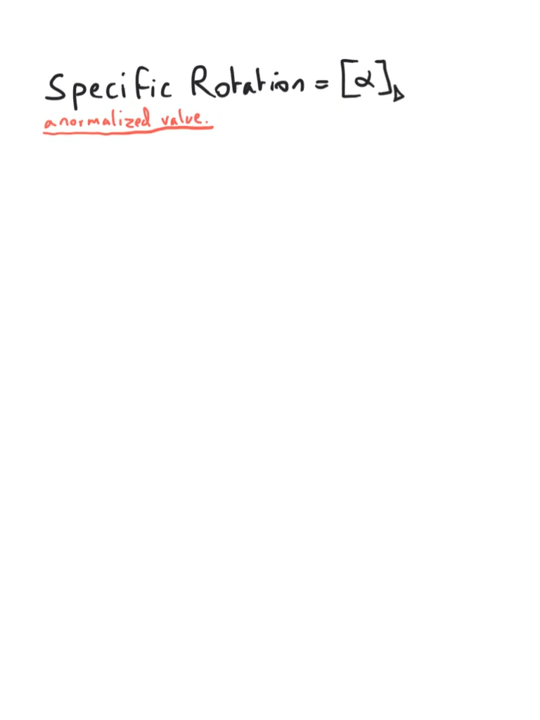 Specific Rotation = [α]D
a normalized value.